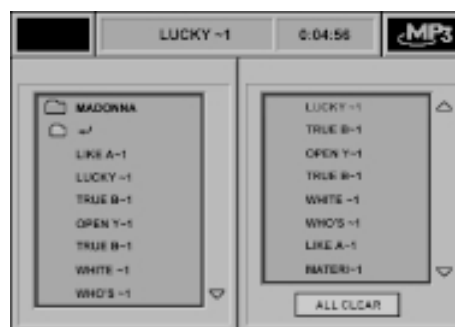 LUCKY ~1
0:04:56
MP3
MADONNA
LIKE A~1
LUCKY ~1
TRUE B~1
OPEN Y~1
TRUE B~1
WHITE ~1
WHO'S ~1
LUCKY ~1
TRUE B~1
OPEN Y~1
TRUE B~1
WHITE ~1
WHO'S ~1
LIKE A~1
MATERI~1
ALL CLEAR